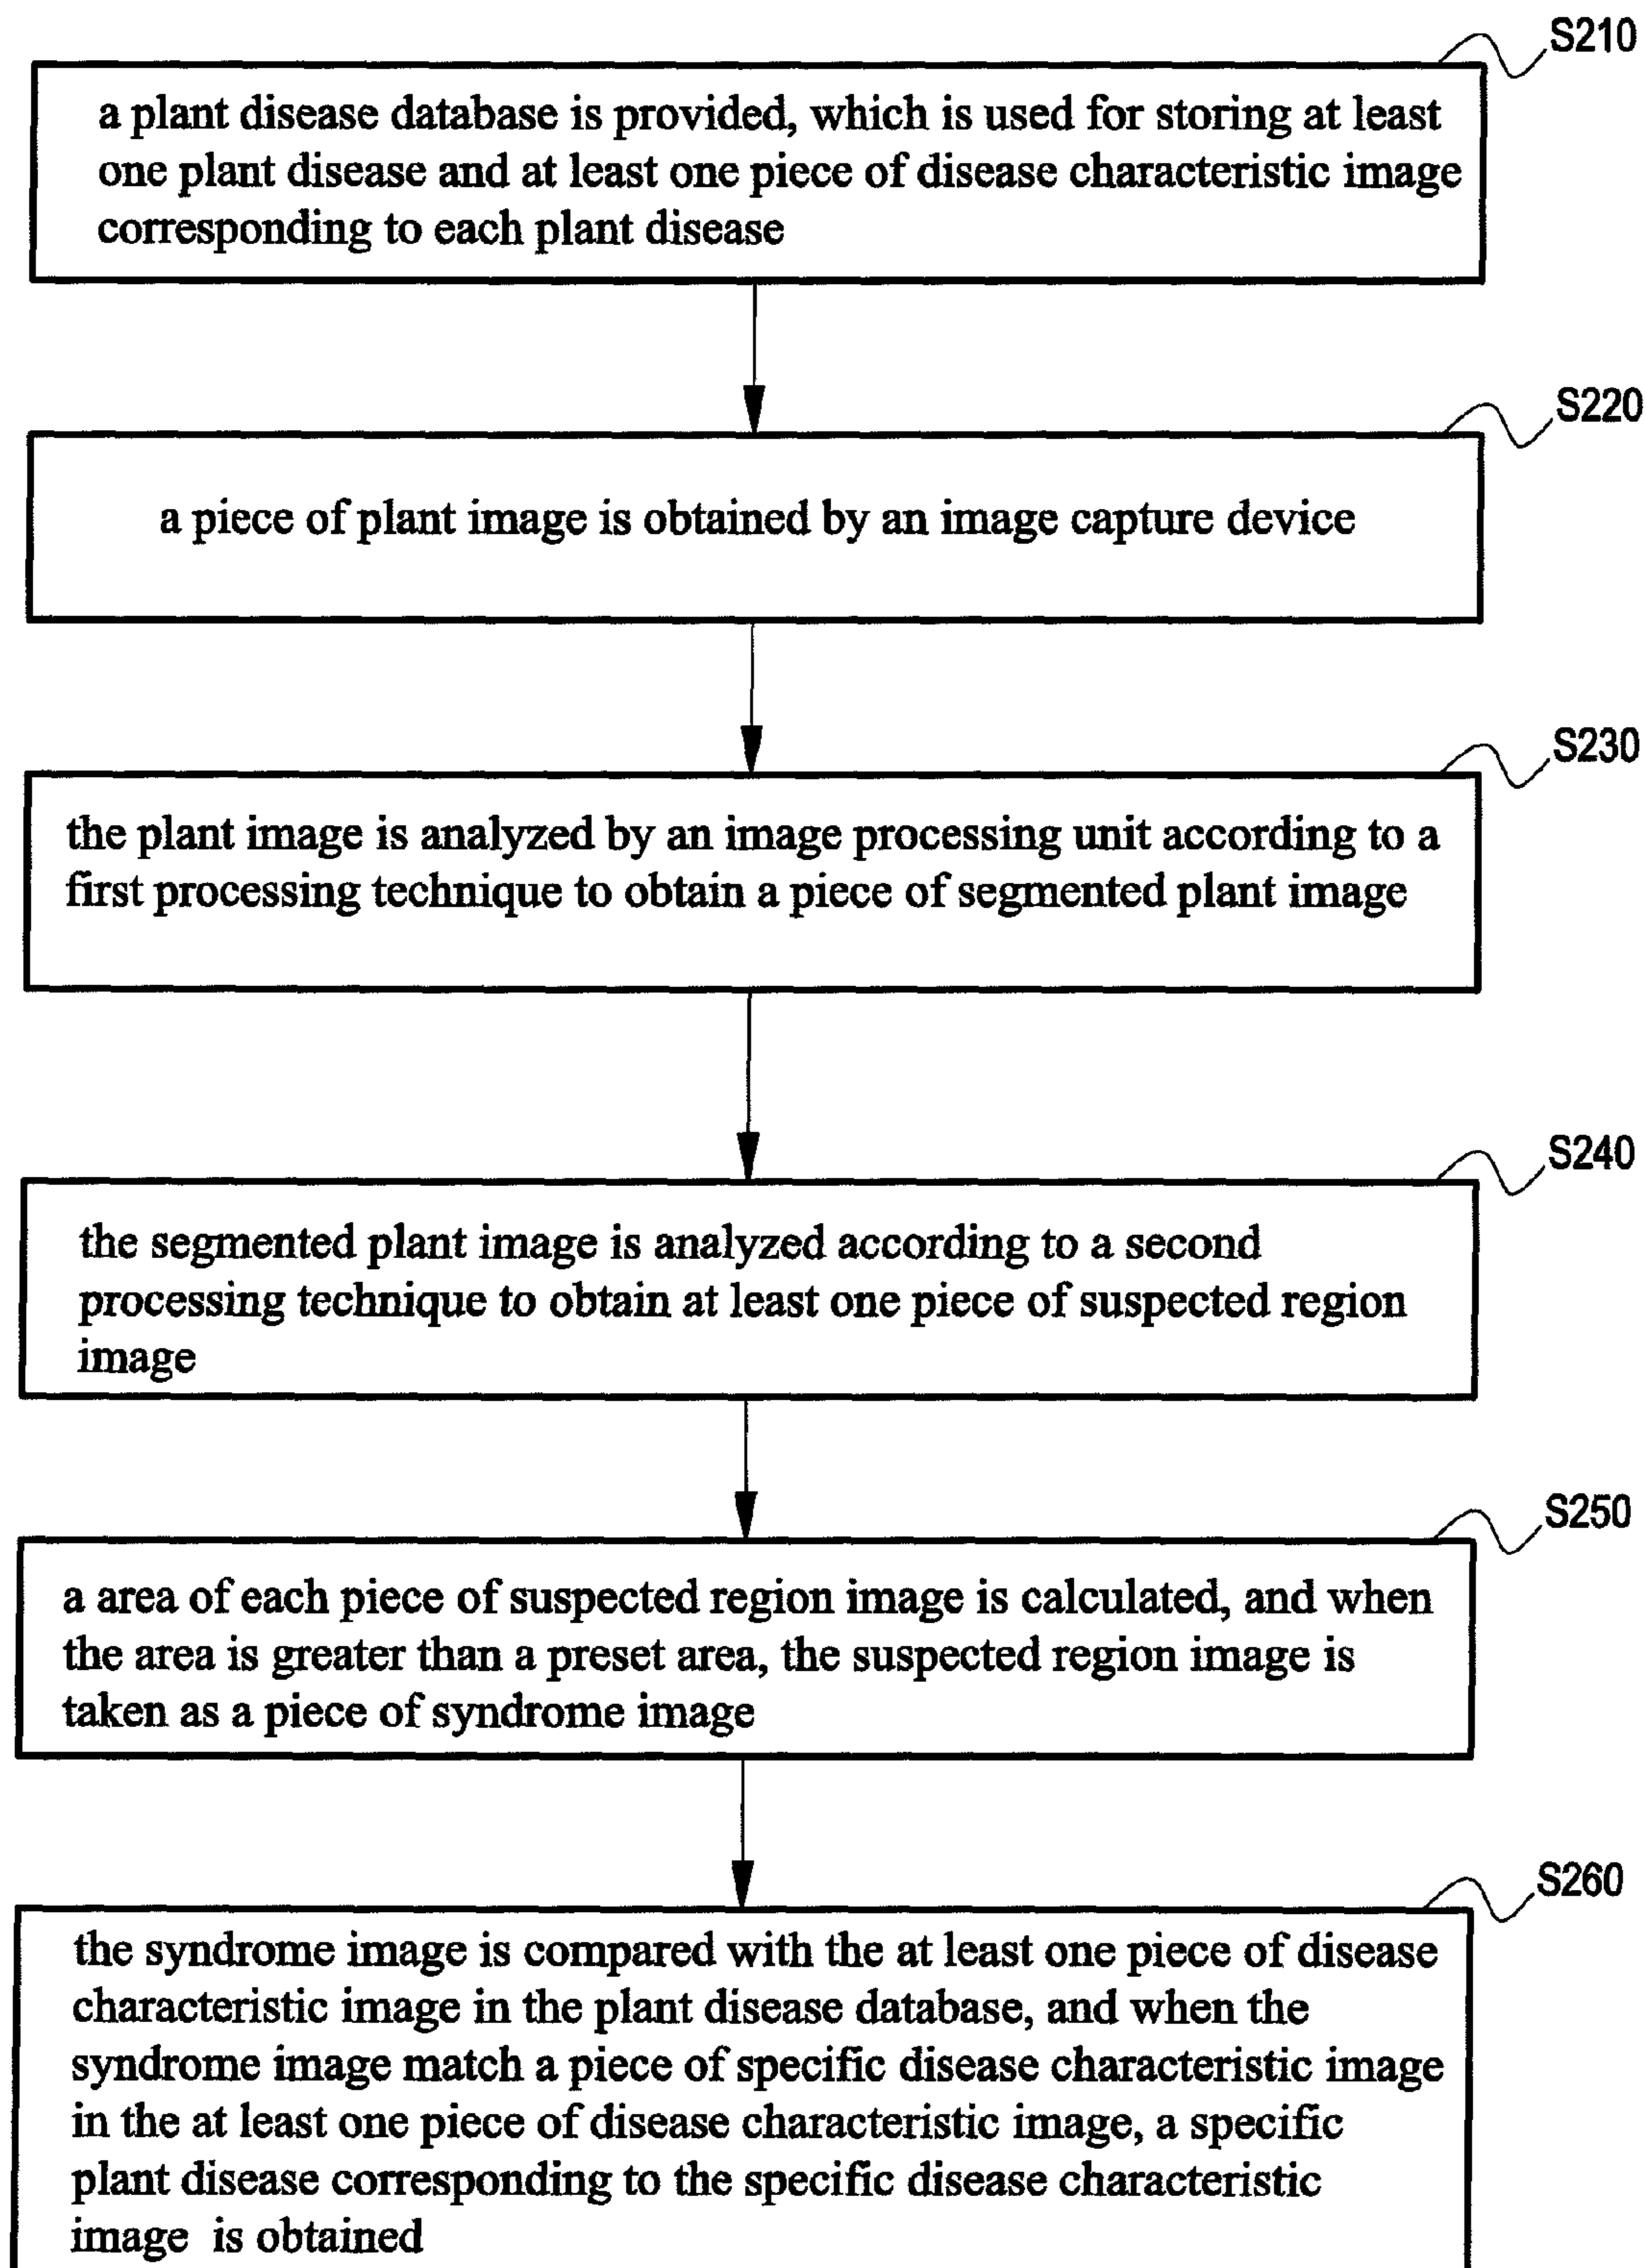 S210
a plant disease database is provided, which is used for storing at least
one plant disease and at least one piece of disease characteristic image
corresponding to each plant disease
S220
a piece of plant image is obtained by an image capture device
S230
the plant image is analyzed by an image processing unit according to a
first processing technique to obtain a piece of segmented plant image
S240
the segmented plant image is analyzed according to a second
processing technique to obtain at least one piece of suspected region
image
S250
a area of each piece of suspected region image is calculated, and when
the area is greater than a preset area, the suspected region image is
taken as a piece of syndrome image
S260
the syndrome image is compared with the at least one piece of disease
characteristic image in the plant disease database, and when the
syndrome image match a piece of specific disease characteristic image
in the at least one piece of disease characteristic image, a specific
plant disease corresponding to the specific disease characteristic
image is obtained